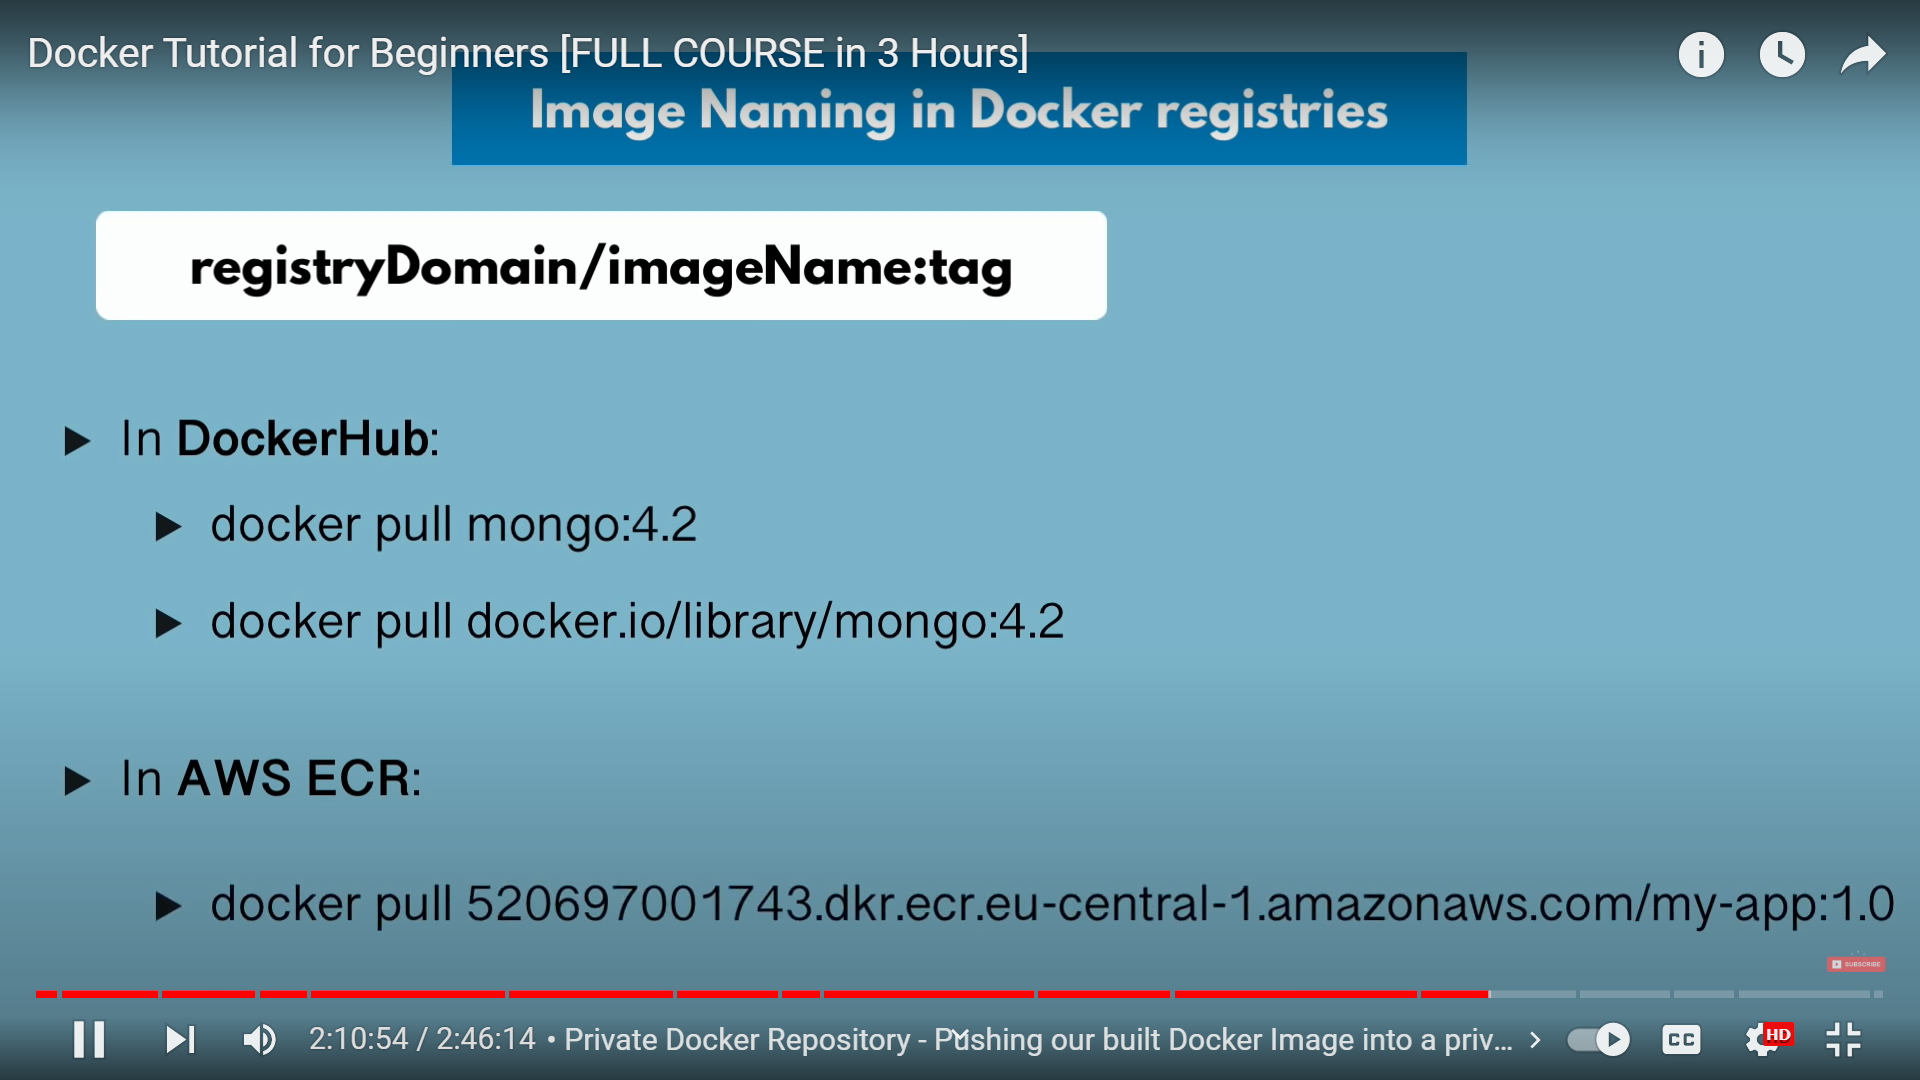 Docker Tutorial for Beginners [FULL COURSE in 3 Hours]
Image Naming in Docker registries
registryDomain/imageName:tag
In DockerHub:
docker pull mongo:4.2
docker pull docker.io/library/mongo:4.2
In AWS ECR:
docker pull 520697001743.dkr.ecr.eu-central-1.amazonaws.com/my-app:1.0
SUBSCRIBE
2:10:54 / 2:46:14 • Private Docker Repository - Pushing our built Docker Image into a priv... CC HD